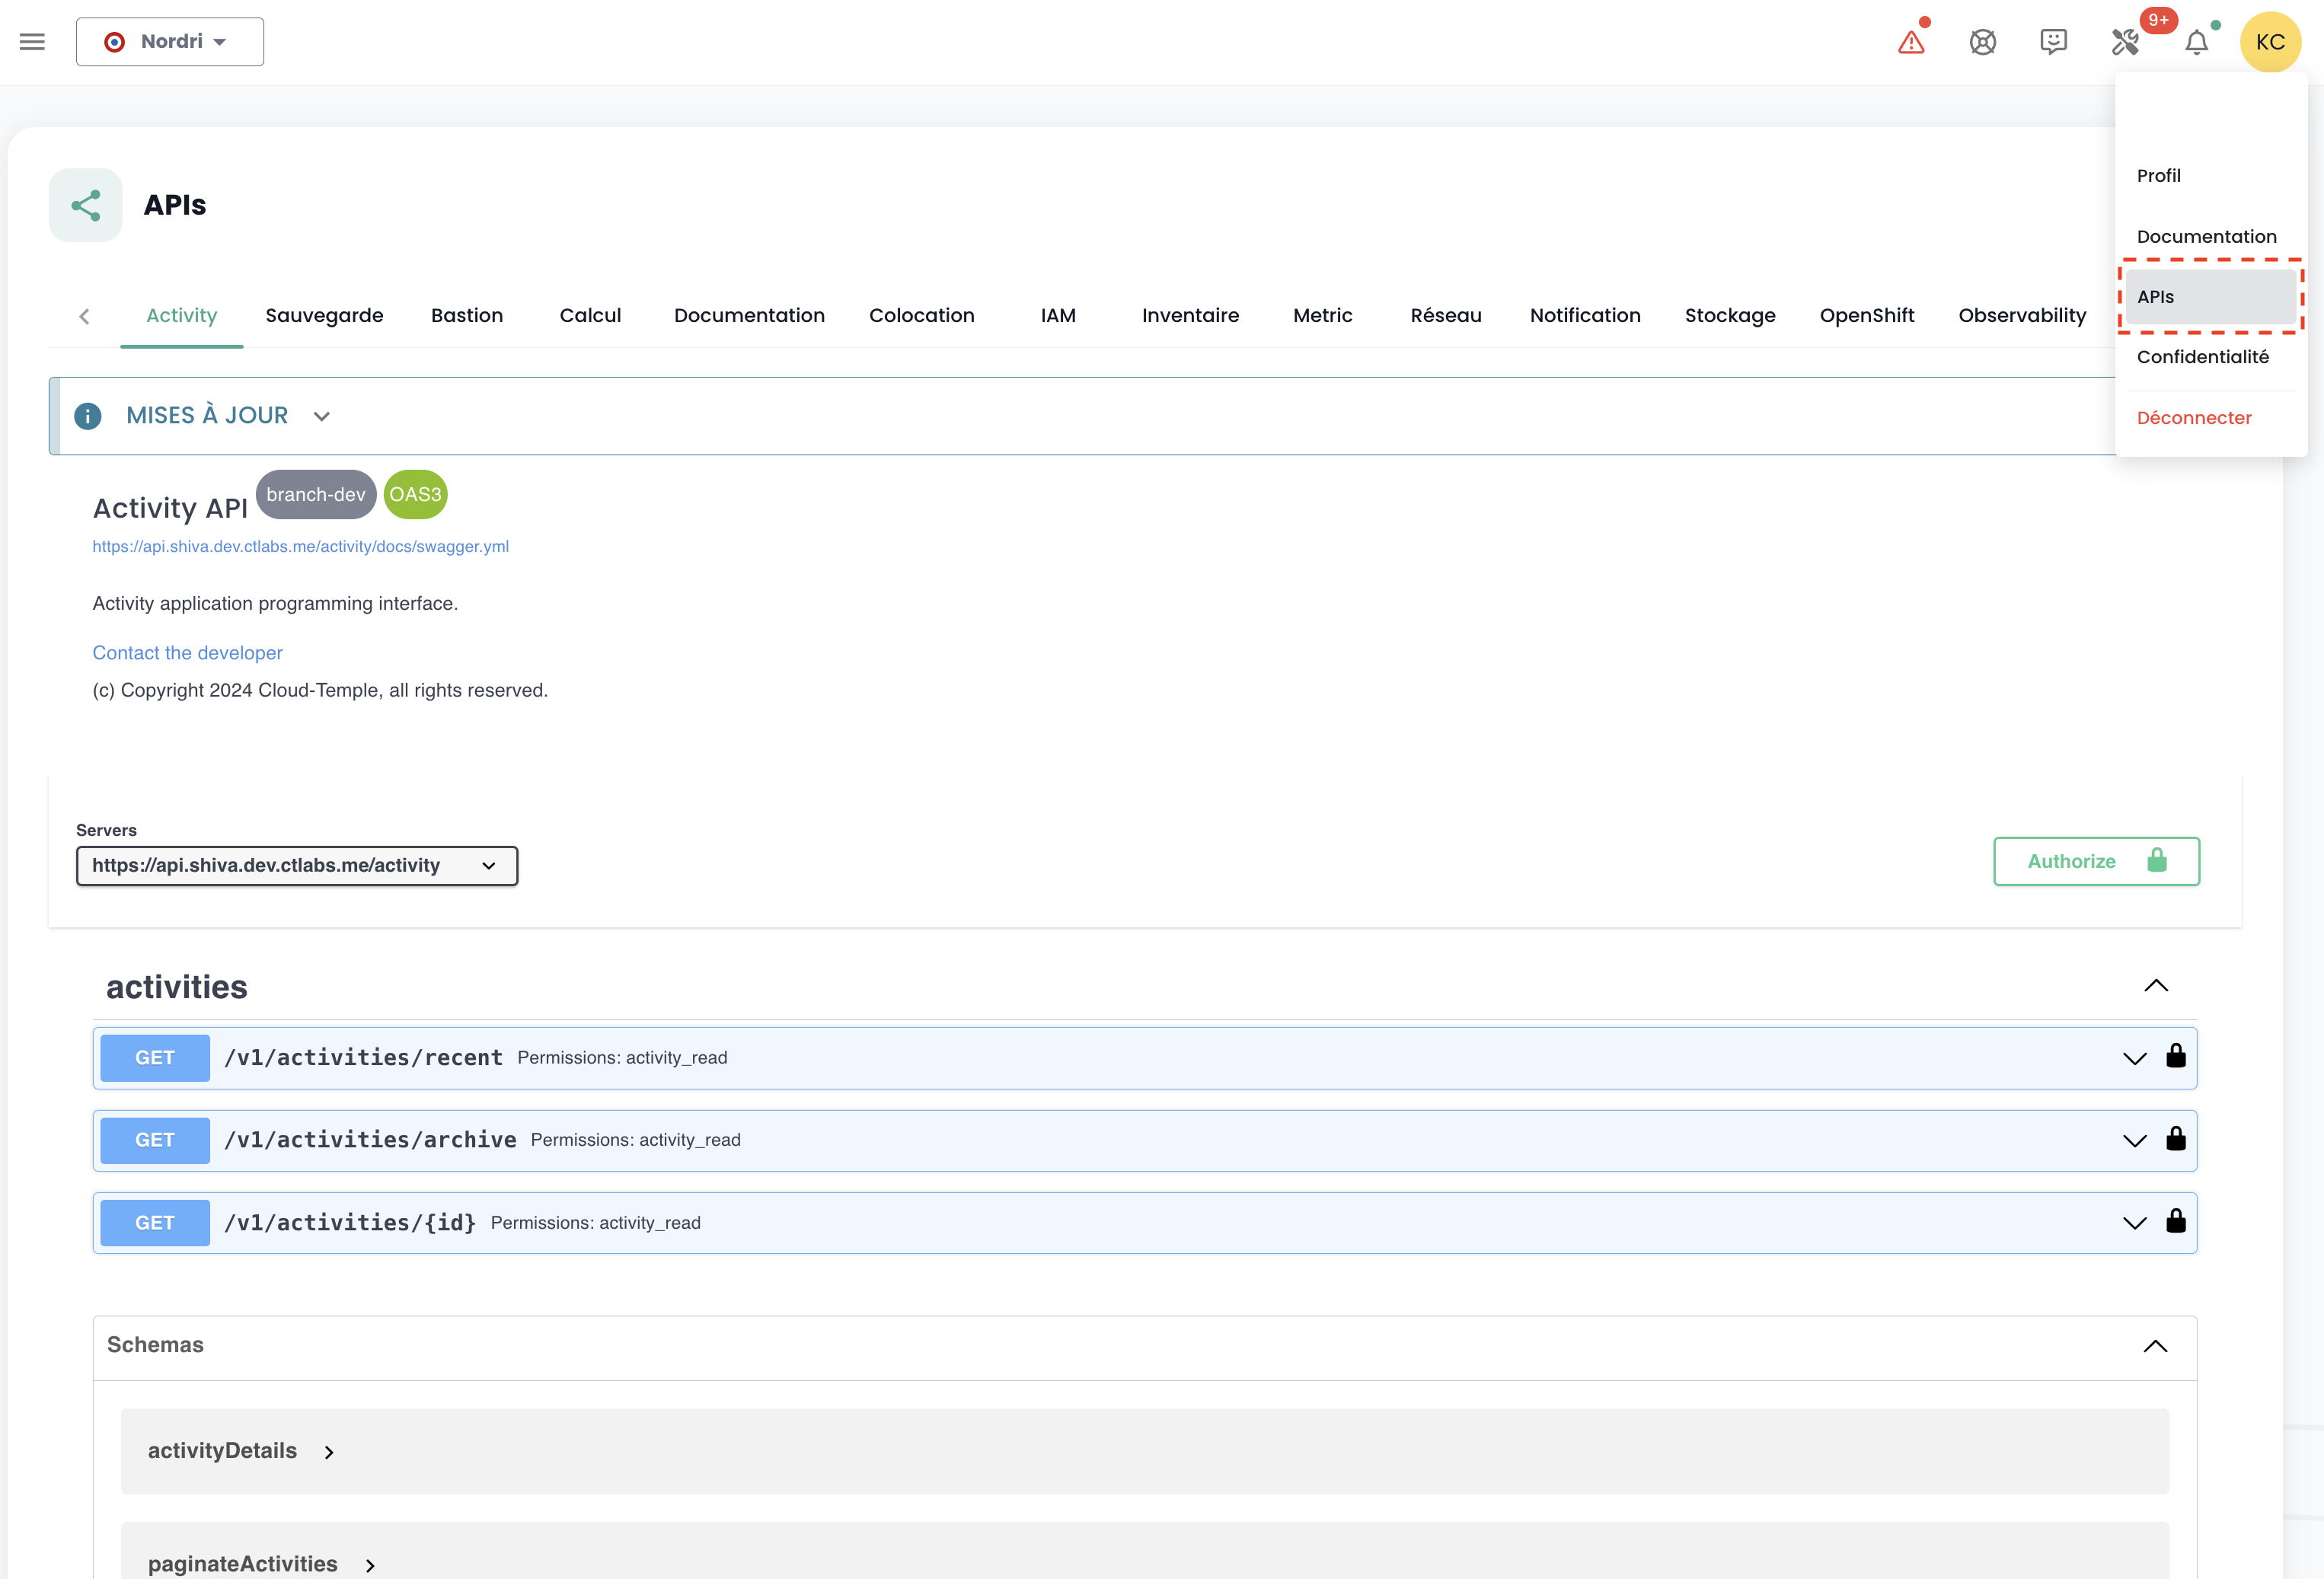 Nordri
9+
KC
Profil
Documentation
APIs
Confidentialité
Déconnecter
APIs
Activity Sauvegarde Bastion Calcul Documentation Colocation IAM Inventaire Metric Réseau Notification Stockage OpenShift Observability
MISES À JOUR
Activity API branch-dev OAS3
https://api.shiva.dev.ctlabs.me/activity/docs/swagger.yml
Activity application programming interface.
Contact the developer
(c) Copyright 2024 Cloud-Temple, all rights reserved.
Servers
https://api.shiva.dev.ctlabs.me/activity
Authorize
activities
GET /v1/activities/recent Permissions: activity_read
GET /v1/activities/archive Permissions: activity_read
GET /v1/activities/{id} Permissions: activity_read
Schemas
activityDetails
paginateActivities